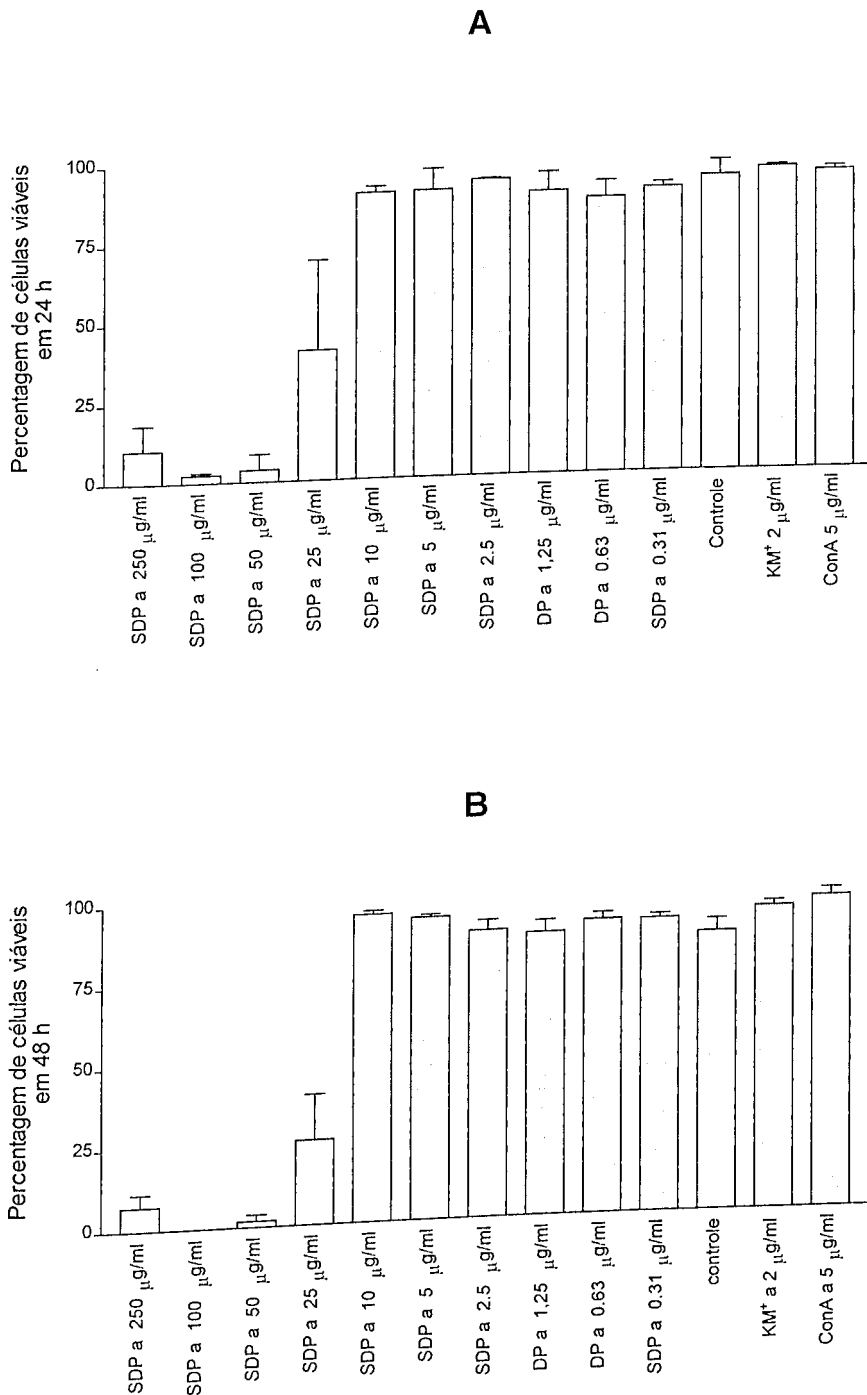 A
Percentagem de células viáveis
em 24 h
100
75
50
25
0
SDP a 250 µg/ml
SDP a 100 µg/ml
SDP a 50 µg/ml
SDP a 25 µg/ml
SDP a 10 µg/ml
SDP a 5 µg/ml
SDP a 2.5 µg/ml
DP a 1,25 µg/ml
DP a 0.63 µg/ml
SDP a 0.31 µg/ml
Controle
KM⁺ 2 µg/ml
ConA 5 µg/ml
B
Percentagem de células viáveis
em 48 h
100
75
50
25
0
SDP a 250 µg/ml
SDP a 100 µg/ml
SDP a 50 µg/ml
SDP a 25 µg/ml
SDP a 10 µg/ml
SDP a 5 µg/ml
SDP a 2.5 µg/ml
DP a 1,25 µg/ml
DP a 0.63 µg/ml
SDP a 0.31 µg/ml
controle
KM⁺ a 2 µg/ml
ConA a 5 µg/ml